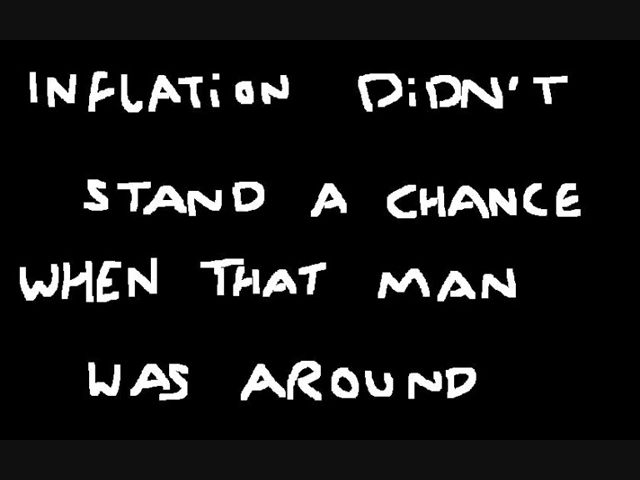 INFLATiON DiDN'T
STAND A CHANCE
WHEN THAT MAN
WAS AROUND